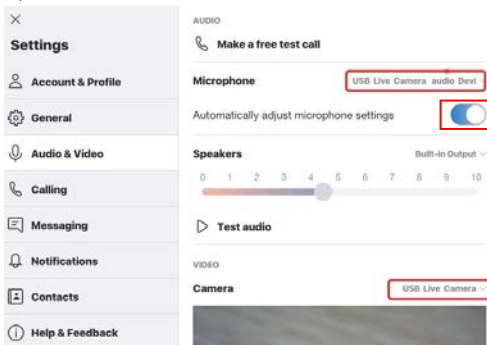 Settings
Account & Profile
General
Audio & Video
Calling
Messaging
Notifications
Contacts
Help & Feedback
AUDIO
Make a free test call
Microphone
USB Live Camera audio Devi
Automatically adjust microphone settings
Speakers
Built-in Output
0 1 2 3 4 5 6 7 8 9 10
Test audio
VIDEO
Camera
USB Live Camera